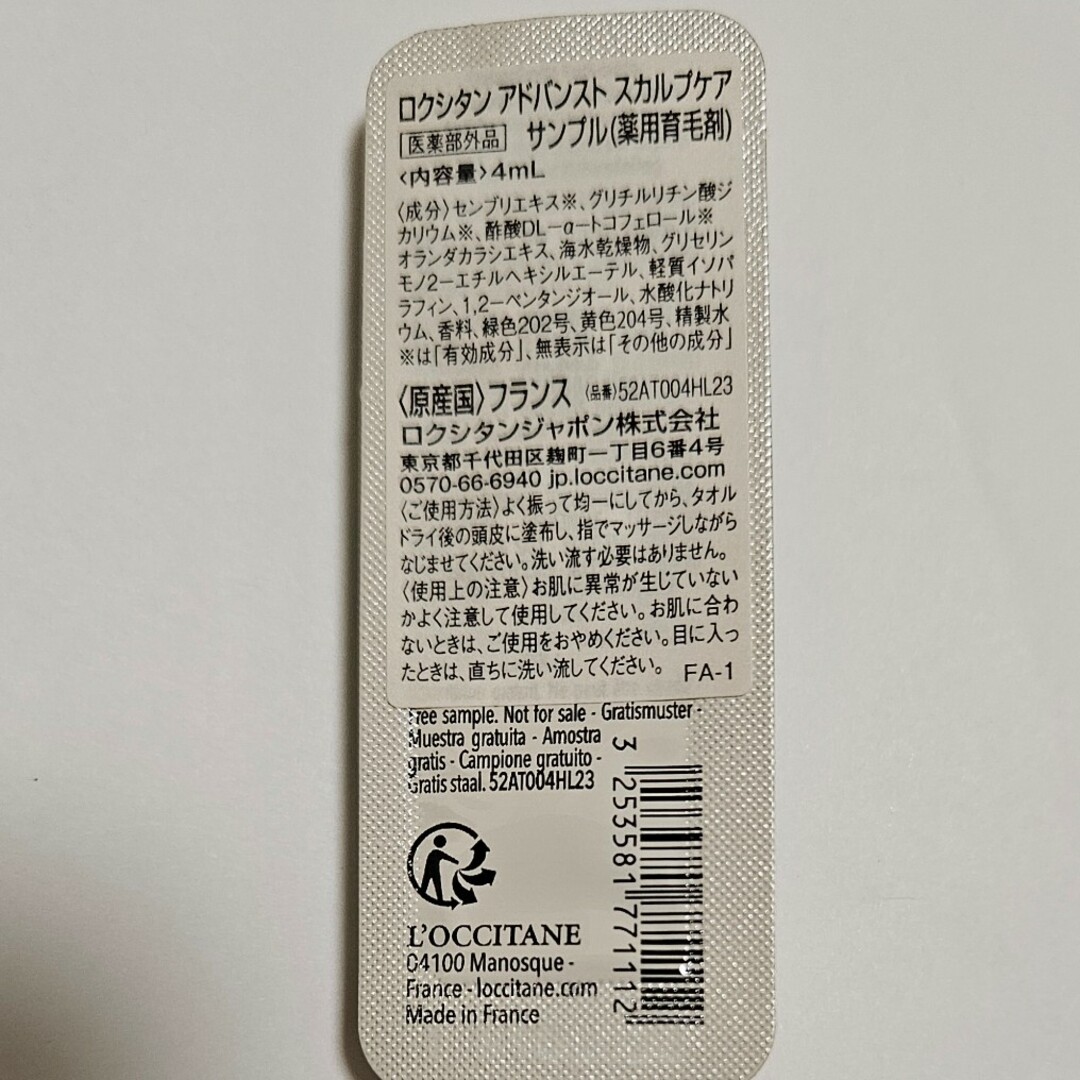 ロクシタン アドバンスト スカルプケア
医薬部外品 サンプル(薬用育毛剤)
<内容量>4mL
〈成分〉センブリエキス※、グリチルリチン酸ジ
カリウム※、酢酸DL－α－トコフェロール※
オランダカラシエキス、海水乾燥物、グリセリン
モノ2－エチルヘキシルエーテル、軽質イソパ
ラフィン、1,2－ペンタンジオール、水酸化ナトリ
ウム、香料、緑色202号、黄色204号、精製水
※は「有効成分」、無表示は「その他の成分」
〈原産国〉フランス 〈品番〉52AT004HL23
ロクシタンジャポン株式会社
東京都千代田区麹町一丁目6番4号
0570-66-6940 jp.loccitane.com
〈ご使用方法〉よく振って均一にしてから、タオル
ドライ後の頭皮に塗布し、指でマッサージしながら
なじませてください。洗い流す必要はありません。
〈使用上の注意〉お肌に異常が生じていない
かよく注意して使用してください。お肌に合わ
ないときは、ご使用をおやめください。目に入っ
たときは、直ちに洗い流してください。 FA-1
Free sample. Not for sale - Gratismuster -
Muestra gratuita - Amostra
gratis - Campione gratuito -
Gratis staal. 52AT004HL23
3 253581 771112
L'OCCITANE
04100 Manosque -
France - loccitane.com
Made in France